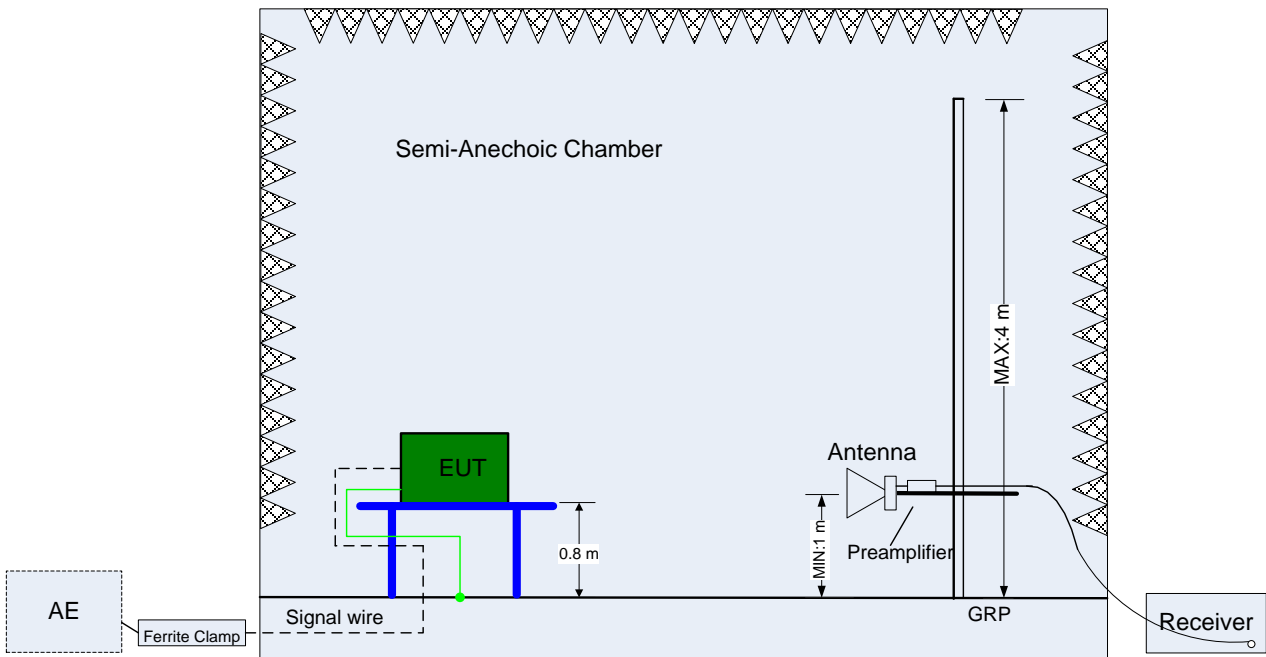 Semi-Anechoic Chamber
MAX:4 m
Antenna
EUT
MIN:1 m
0.8 m
Preamplifier
AE
Signal wire
GRP
Receiver
Ferrite Clamp